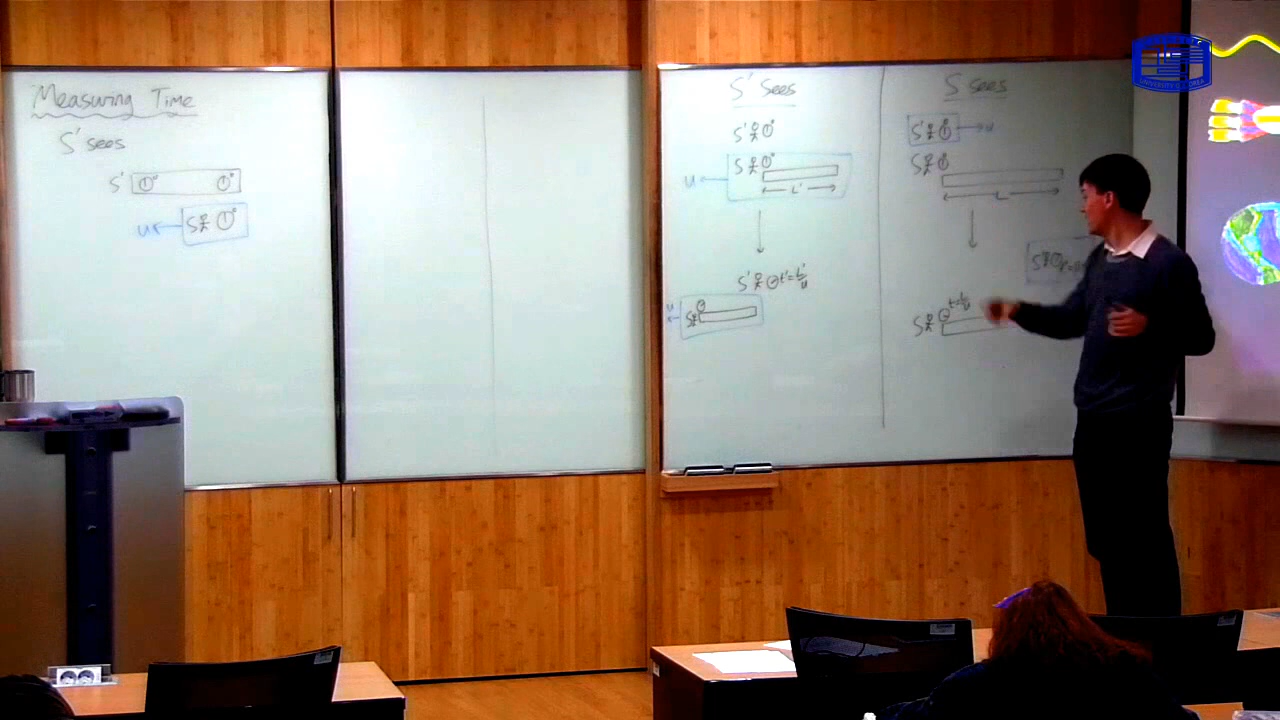 Measuring Time
S' sees
S'
u
S
S' sees
S'
S
u
L'
S' t'=L'/u
u
S
S sees
S'
u
S
L
S'
S t=L/u